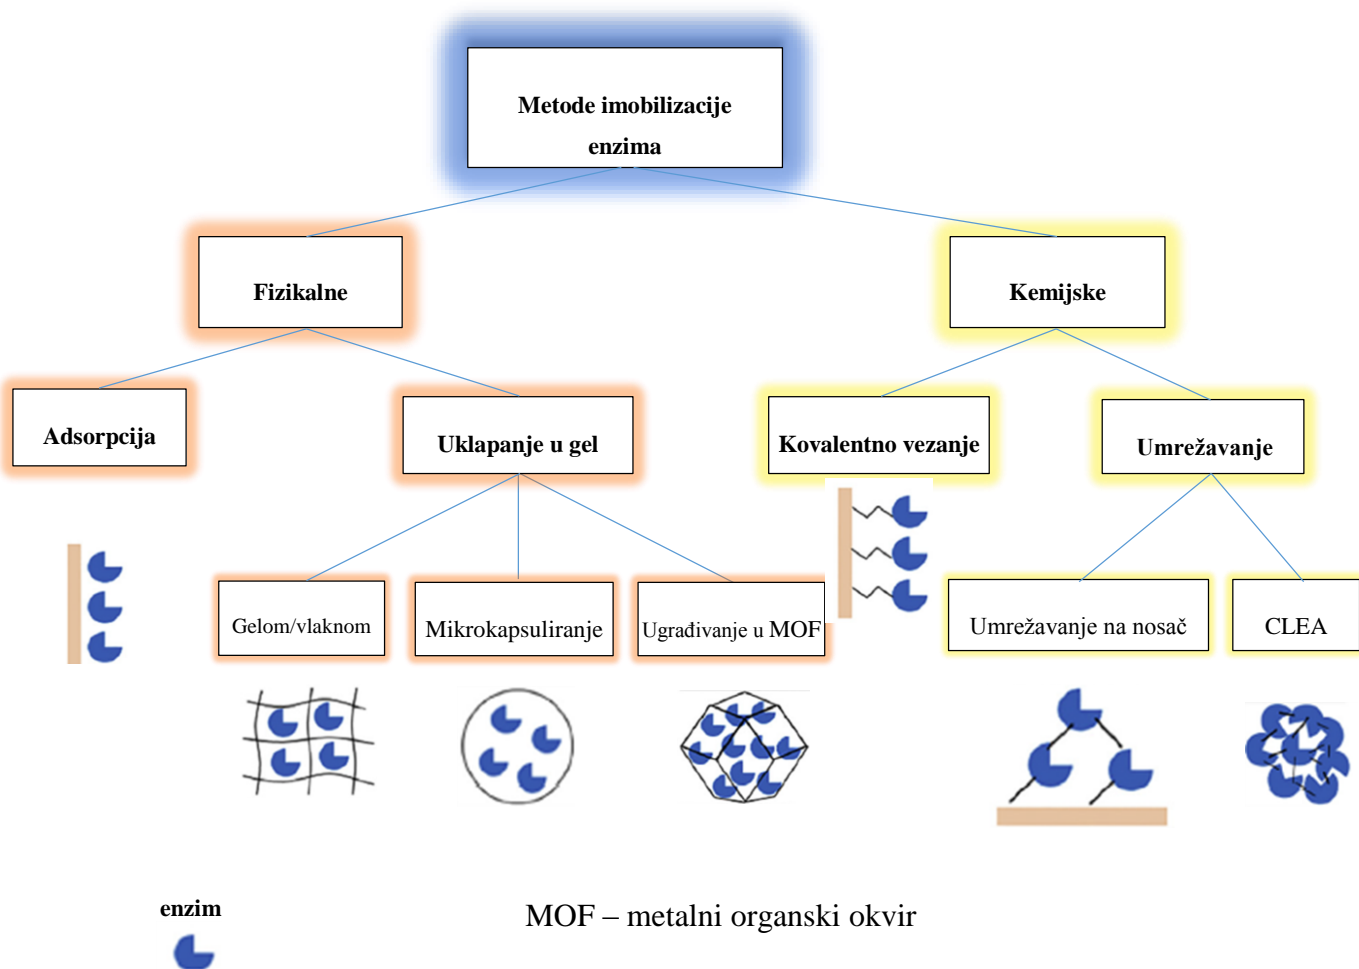 Metode imobilizacije
enzima
Fizikalne
Kemijske
Adsorpcija
Uklapanje u gel
Kovalentno vezanje
Umrežavanje
Gelom/vlaknom
Mikrokapsuliranje
Ugrađivanje u MOF
Umrežavanje na nosač
CLEA
enzim
MOF – metalni organski okvir